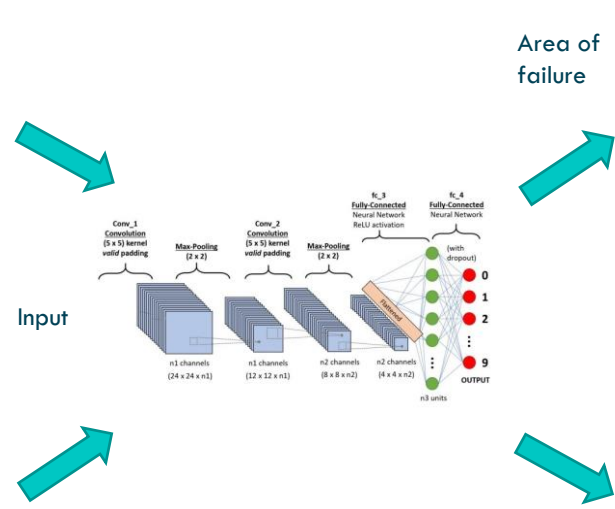 Area of
failure
fc_3
Fully-Connected
Neural Network
ReLU activation
fc_4
Fully-Connected
Neural Network
Conv_1
Convolution
(5 x 5) kernel
valid padding
Max-Pooling
(2 x 2)
Conv_2
Convolution
(5 x 5) kernel
valid padding
Max-Pooling
(2 x 2)
(with
dropout)
Flattened
0
1
2
9
Input
n1 channels
(24 x 24 x n1)
n1 channels
(12 x 12 x n1)
n2 channels
(8 x 8 x n2)
n2 channels
(4 x 4 x n2)
OUTPUT
n3 units